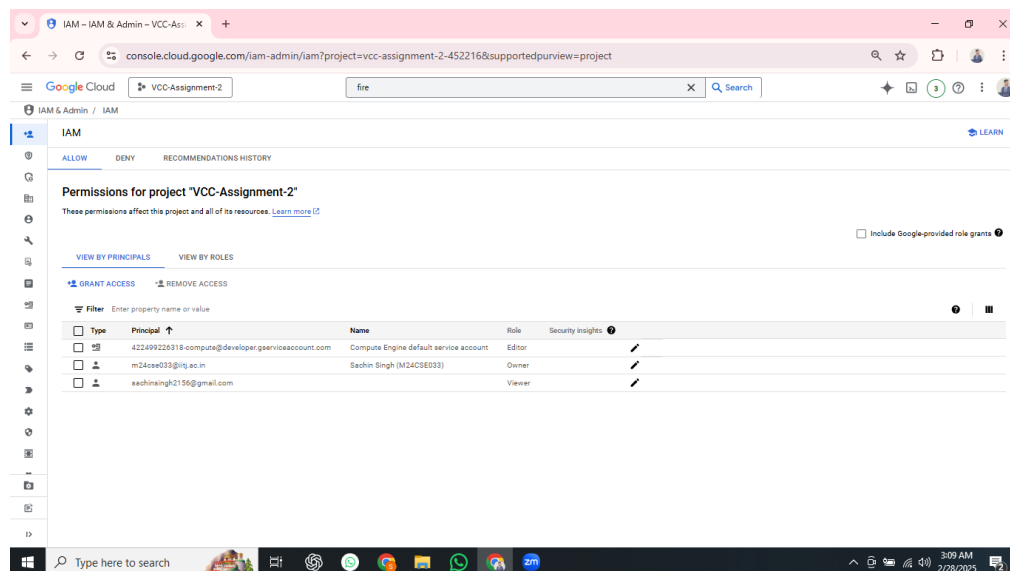 IAM – IAM & Admin – VCC-Ass
console.cloud.google.com/iam-admin/iam?project=vcc-assignment-2-452216&supportedpurview=project
Google Cloud VCC-Assignment-2 fire Search 3
IAM & Admin / IAM
IAM LEARN
ALLOW DENY RECOMMENDATIONS HISTORY
Permissions for project "VCC-Assignment-2"
These permissions affect this project and all of its resources. Learn more
Include Google-provided role grants
VIEW BY PRINCIPALS VIEW BY ROLES
GRANT ACCESS REMOVE ACCESS
Filter Enter property name or value
Type Principal Name Role Security insights
422499226318-compute@developer.gserviceaccount.com Compute Engine default service account Editor
m24cse033@iitj.ac.in Sachin Singh (M24CSE033) Owner
sachinsingh2156@gmail.com Viewer
Type here to search zm 3:09 AM
2/28/2025 2